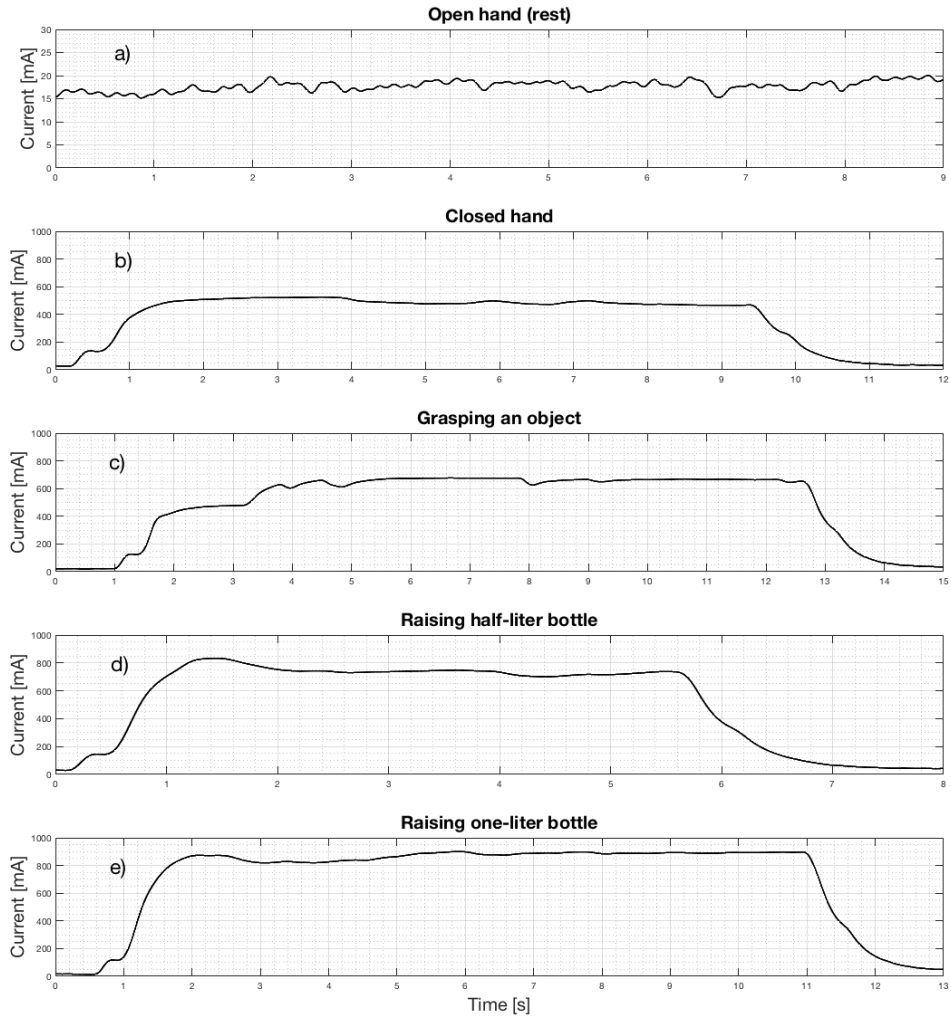 Open hand (rest)
a)
Current [mA]
30
25
20
15
10
5
0
0 1 2 3 4 5 6 7 8 9
Closed hand
b)
Current [mA]
1000
800
600
400
200
0
0 1 2 3 4 5 6 7 8 9 10 11 12
Grasping an object
c)
Current [mA]
1000
800
600
400
200
0
0 1 2 3 4 5 6 7 8 9 10 11 12 13 14 15
Raising half-liter bottle
d)
Current [mA]
1000
800
600
400
200
0
0 1 2 3 4 5 6 7 8
Raising one-liter bottle
e)
Current [mA]
1000
800
600
400
200
0
0 1 2 3 4 5 6 7 8 9 10 11 12 13
Time [s]